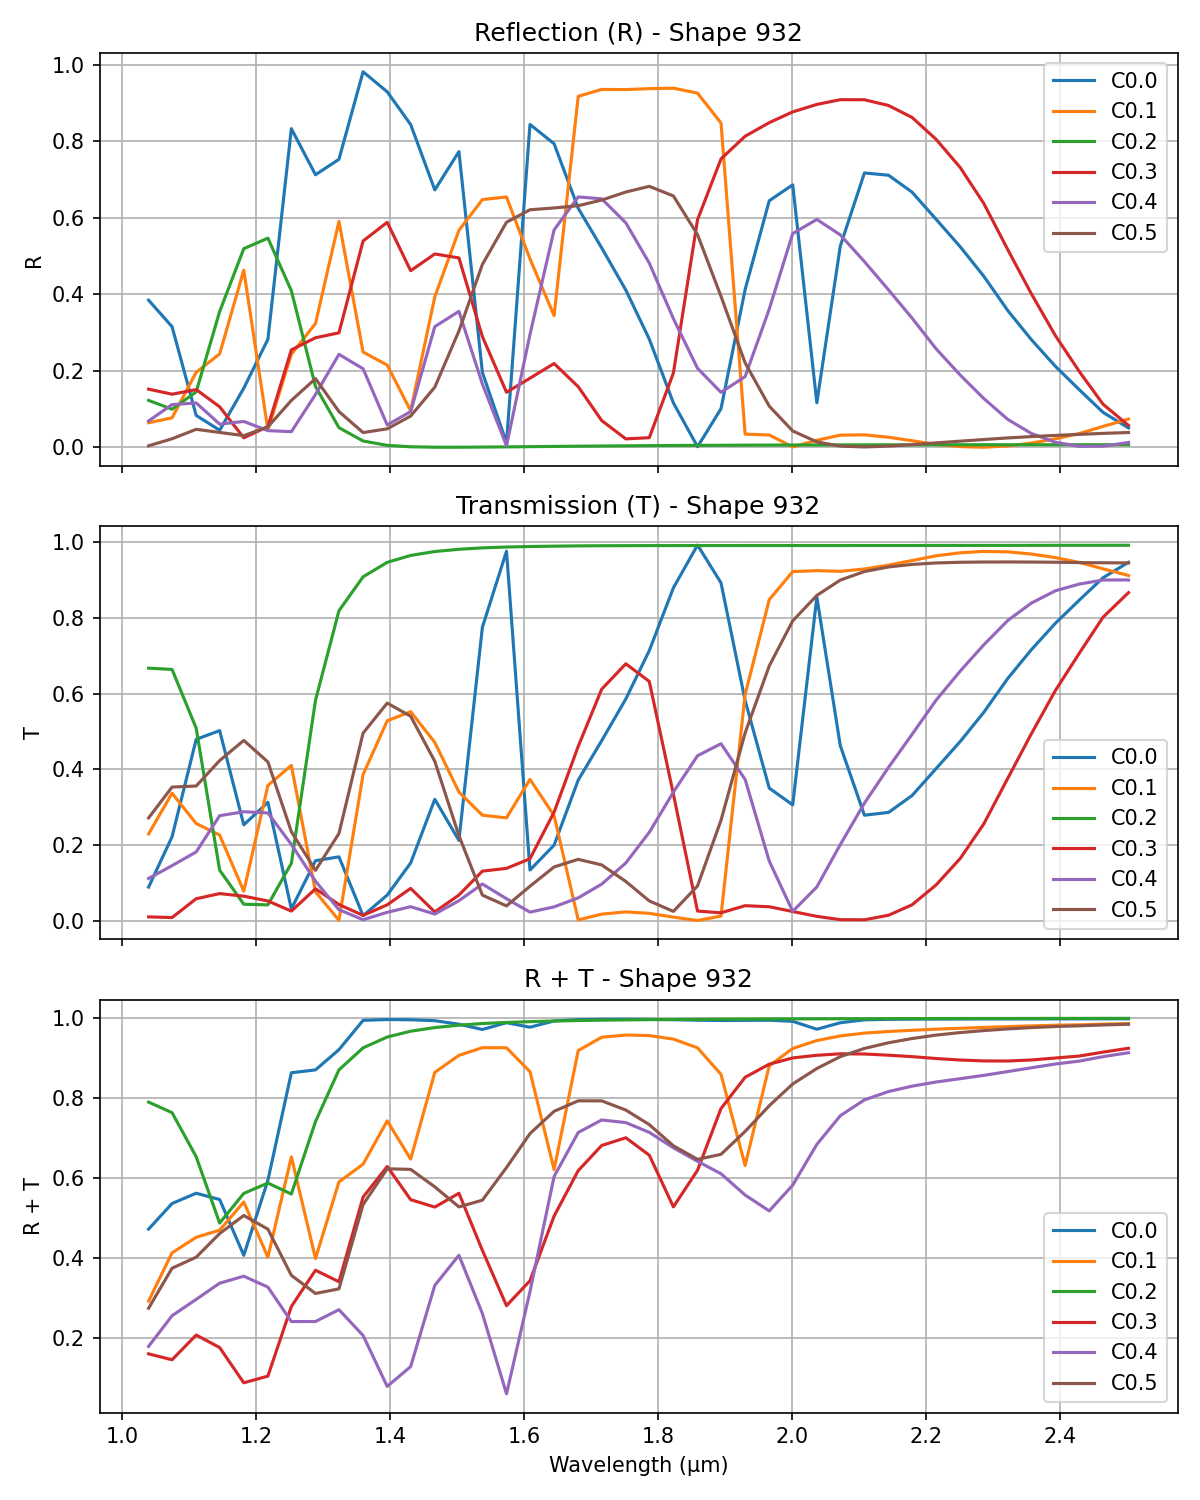 Reflection (R) - Shape 932
1.0
0.8
0.6
0.4
0.2
0.0
R
C0.0
C0.1
C0.2
C0.3
C0.4
C0.5
Transmission (T) - Shape 932
1.0
0.8
0.6
0.4
0.2
0.0
T
C0.0
C0.1
C0.2
C0.3
C0.4
C0.5
R + T - Shape 932
1.0
0.8
0.6
0.4
0.2
R + T
C0.0
C0.1
C0.2
C0.3
C0.4
C0.5
1.0 1.2 1.4 1.6 1.8 2.0 2.2 2.4
Wavelength (μm)